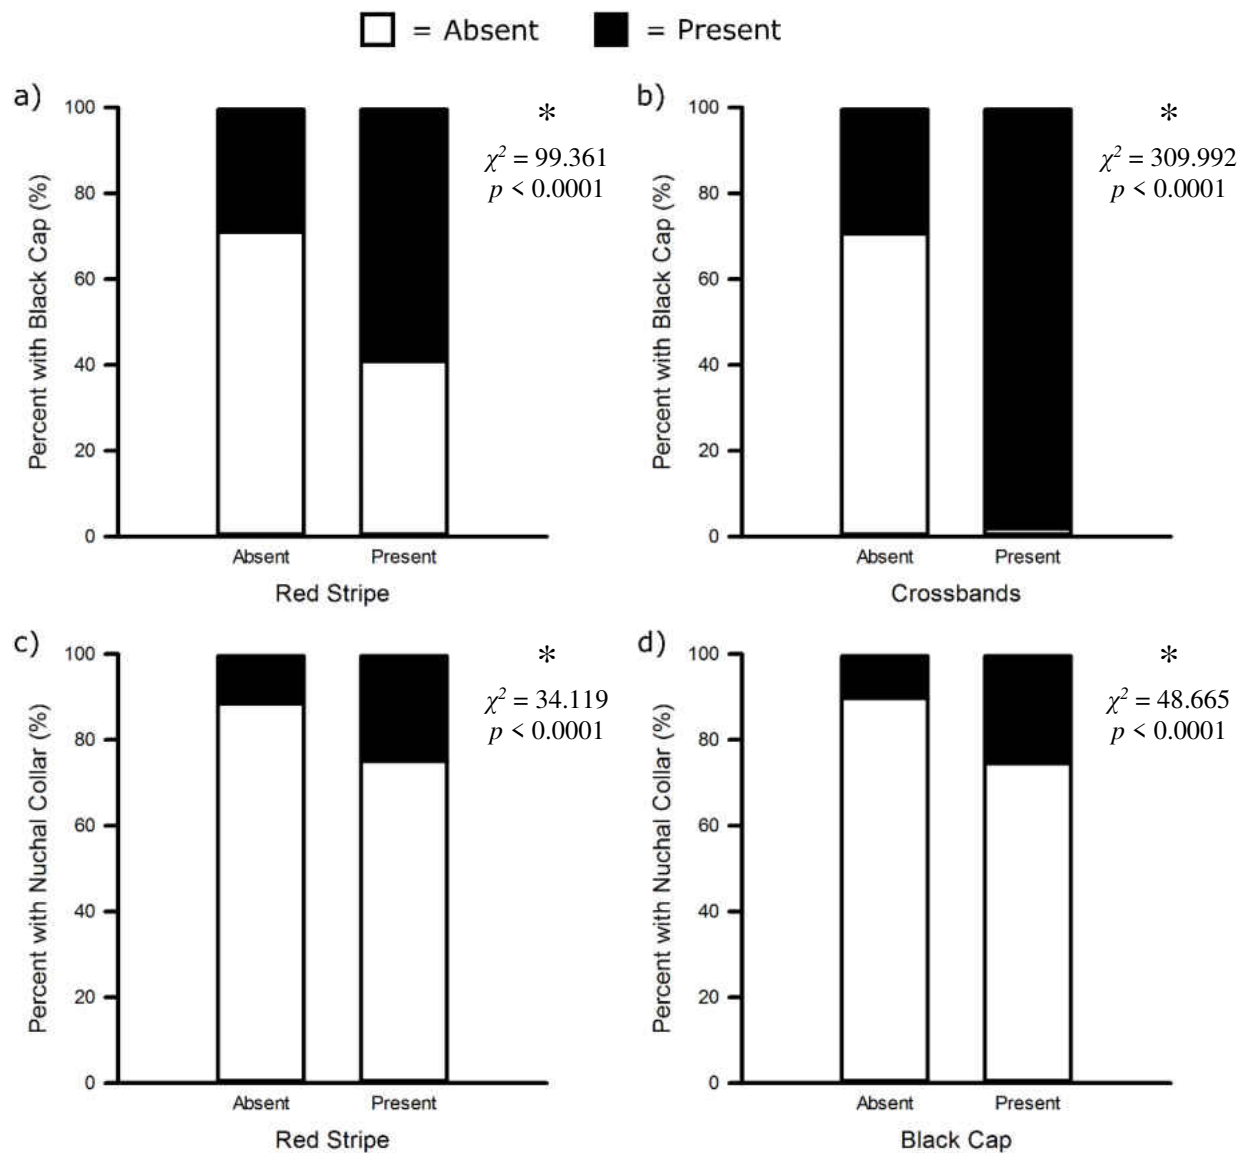 = Absent = Present
a)
100
80
60
40
20
0
Percent with Black Cap (%)
*
χ² = 99.361
p < 0.0001
Absent Present
Red Stripe
b)
100
80
60
40
20
0
Percent with Black Cap (%)
*
χ² = 309.992
p < 0.0001
Absent Present
Crossbands
c)
100
80
60
40
20
0
Percent with Nuchal Collar (%)
*
χ² = 34.119
p < 0.0001
Absent Present
Red Stripe
d)
100
80
60
40
20
0
Percent with Nuchal Collar (%)
*
χ² = 48.665
p < 0.0001
Absent Present
Black Cap